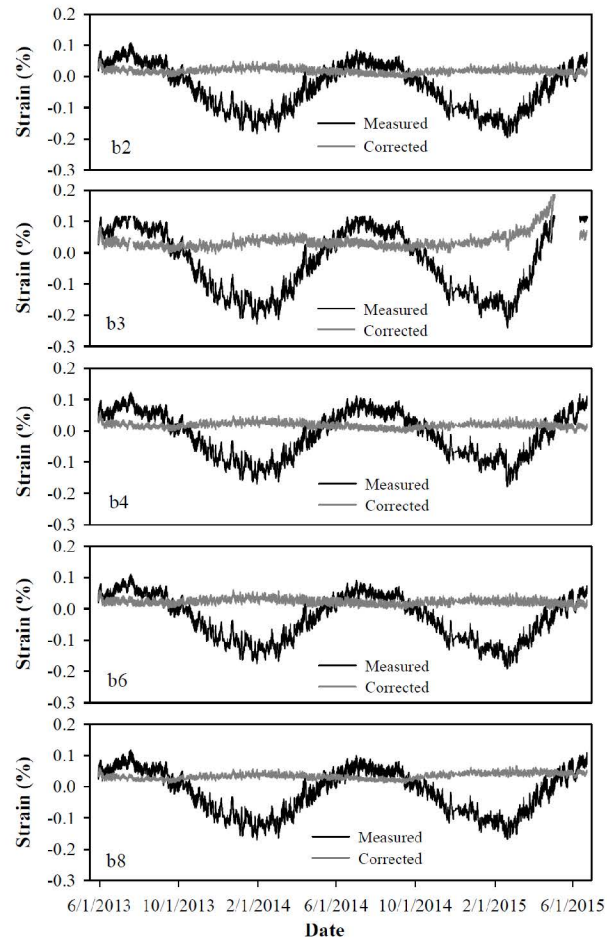 0.2
0.1
0.0
-0.1
-0.2
-0.3
Strain (%)
Measured
Corrected
b2
0.2
0.1
0.0
-0.1
-0.2
-0.3
Strain (%)
Measured
Corrected
b3
0.2
0.1
0.0
-0.1
-0.2
-0.3
Strain (%)
Measured
Corrected
b4
0.2
0.1
0.0
-0.1
-0.2
-0.3
Strain (%)
Measured
Corrected
b6
0.2
0.1
0.0
-0.1
-0.2
-0.3
Strain (%)
Measured
Corrected
b8
6/1/2013 10/1/2013 2/1/2014 6/1/2014 10/1/2014 2/1/2015 6/1/2015
Date